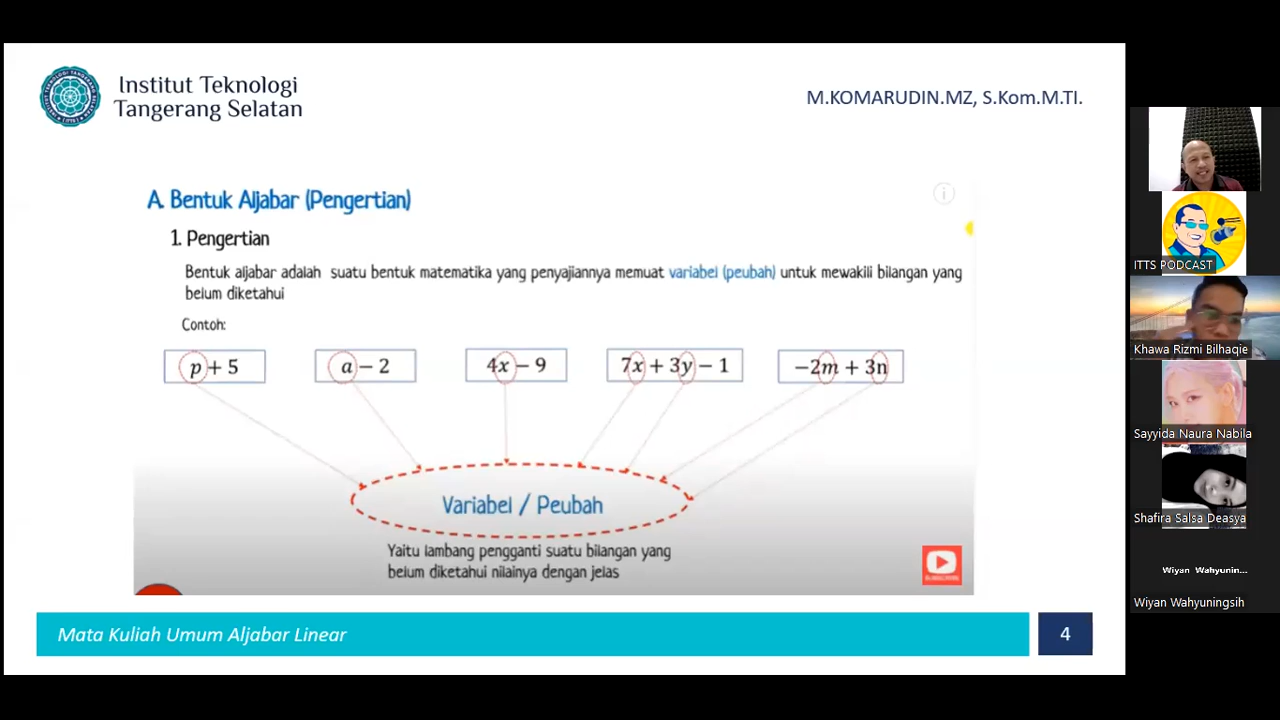 Institut Teknologi
Tangerang Selatan
M.KOMARUDIN.MZ, S.Kom.M.TI.
A. Bentuk Aljabar (Pengertian)
1. Pengertian
Bentuk aljabar adalah suatu bentuk matematika yang penyajiannya memuat variabel (peubah) untuk mewakili bilangan yang
belum diketahui
Contoh:
p + 5
a − 2
4x − 9
7x + 3y − 1
−2m + 3n
Variabel / Peubah
Yaitu lambang pengganti suatu bilangan yang
belum diketahui nilainya dengan jelas
Mata Kuliah Umum Aljabar Linear
4
ITTS PODCAST
Khawa Rizmi Bilhaqie
Sayyida Naura Nabila
Shafira Salsa Deasya
Wiyan Wahyunin...
Wiyan Wahyuningsih